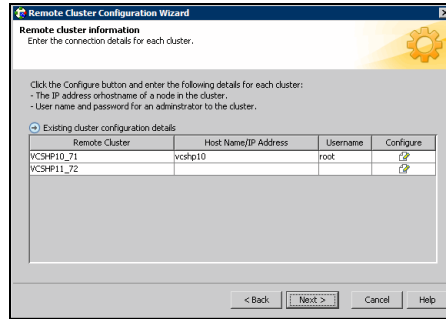 Remote Cluster Configuration Wizard
Remote cluster information
Enter the connection details for each cluster.
Click the Configure button and enter the following details for each cluster:
- The IP address orhostname of a node in the cluster.
- User name and password for an adminstrator to the cluster.
Existing cluster configuration details
Remote Cluster Host Name/IP Address Username Configure
VCSHP10_71 vcshp10 root
VCSHP11_72
< Back Next > Cancel Help